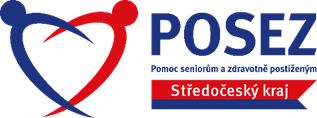 POSEZ
Pomoc seniorům a zdravotně postiženým
Středočeský kraj